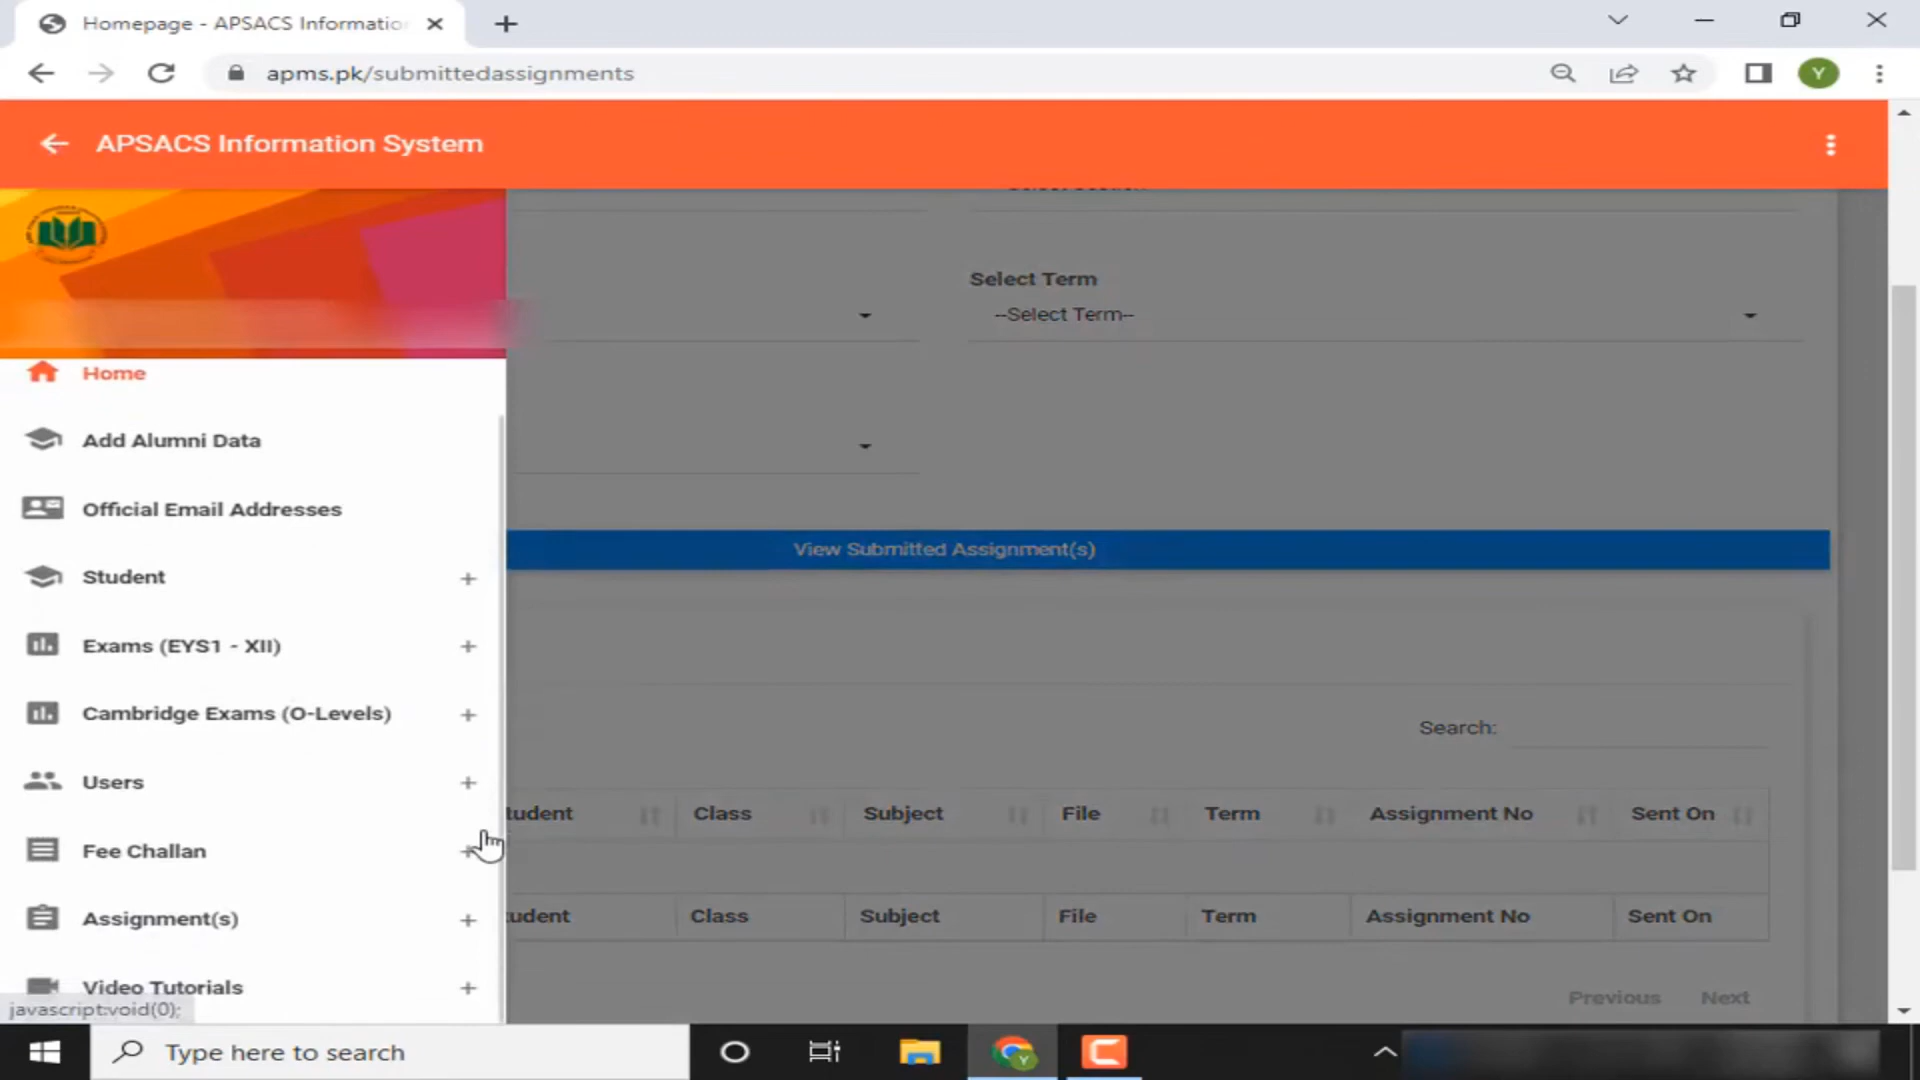 Homepage - APSACS Informatio
apms.pk/submittedassignments
Y
APSACS Information System
Select Term
--Select Term--
Home
Add Alumni Data
Official Email Addresses
Student +
Exams (EYS1 - XII) +
Cambridge Exams (O-Levels) +
Users +
Fee Challan +
Assignment(s) +
Video Tutorials +
View Submitted Assignment(s)
Search:
tudent Class Subject File Term Assignment No Sent On
tudent Class Subject File Term Assignment No Sent On
Previous Next
javascript:void(0);
Type here to search